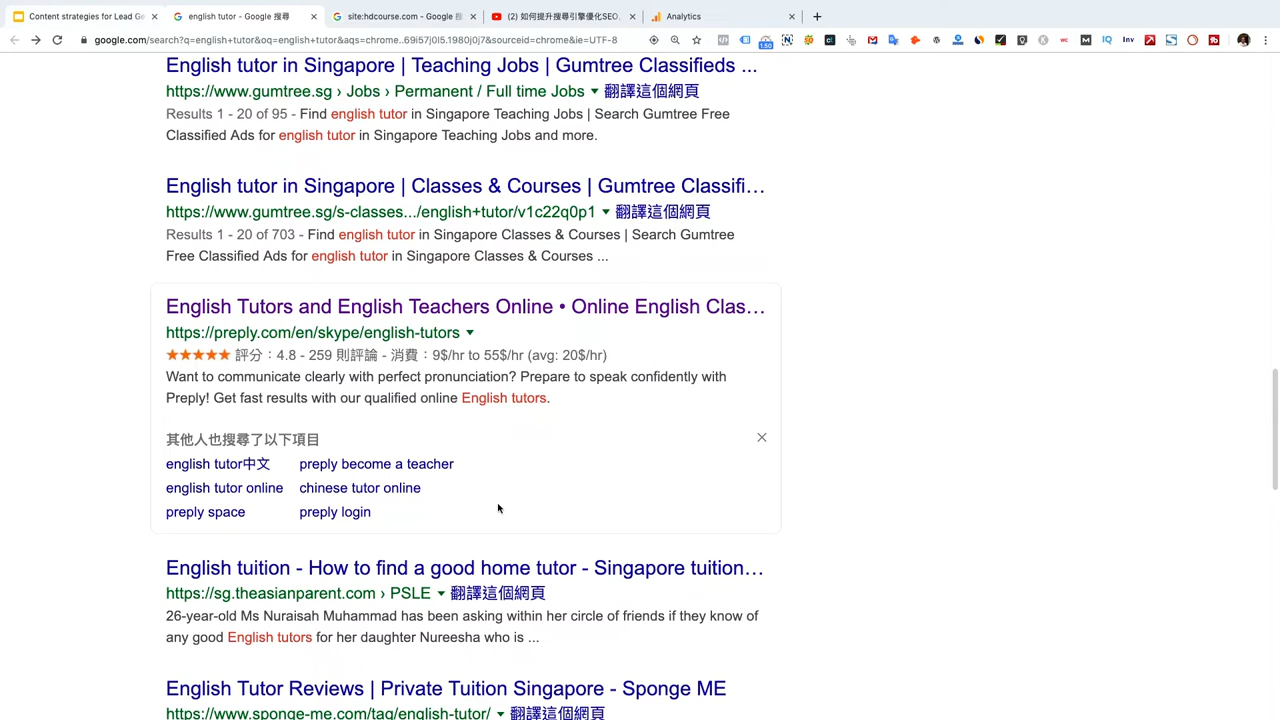 Content strategies for Lead Ge
english tutor - Google 搜尋
site:hdcourse.com - Google 搜
(2) 如何提升搜尋引擎優化SEO,
Analytics
google.com/search?q=english+tutor&oq=english+tutor&aqs=chrome..69i57j0l5.1980j0j7&sourceid=chrome&ie=UTF-8
1.50
Inv
English tutor in Singapore | Teaching Jobs | Gumtree Classifieds ...
https://www.gumtree.sg › Jobs › Permanent / Full time Jobs ▼ 翻譯這個網頁
Results 1 - 20 of 95 - Find english tutor in Singapore Teaching Jobs | Search Gumtree Free
Classified Ads for english tutor in Singapore Teaching Jobs and more.
English tutor in Singapore | Classes & Courses | Gumtree Classifi...
https://www.gumtree.sg/s-classes.../english+tutor/v1c22q0p1 ▼ 翻譯這個網頁
Results 1 - 20 of 703 - Find english tutor in Singapore Classes & Courses | Search Gumtree
Free Classified Ads for english tutor in Singapore Classes & Courses ...
English Tutors and English Teachers Online • Online English Clas...
https://preply.com/en/skype/english-tutors ▼
★★★★★ 評分：4.8 - 259 則評論 - 消費：9$/hr to 55$/hr (avg: 20$/hr)
Want to communicate clearly with perfect pronunciation? Prepare to speak confidently with
Preply! Get fast results with our qualified online English tutors.
其他人也搜尋了以下項目
english tutor中文 preply become a teacher
english tutor online chinese tutor online
preply space preply login
English tuition - How to find a good home tutor - Singapore tuition...
https://sg.theasianparent.com › PSLE ▼ 翻譯這個網頁
26-year-old Ms Nuraisah Muhammad has been asking within her circle of friends if they know of
any good English tutors for her daughter Nureesha who is ...
English Tutor Reviews | Private Tuition Singapore - Sponge ME
https://www.sponge-me.com/tag/english-tutor/ ▼ 翻譯這個網頁